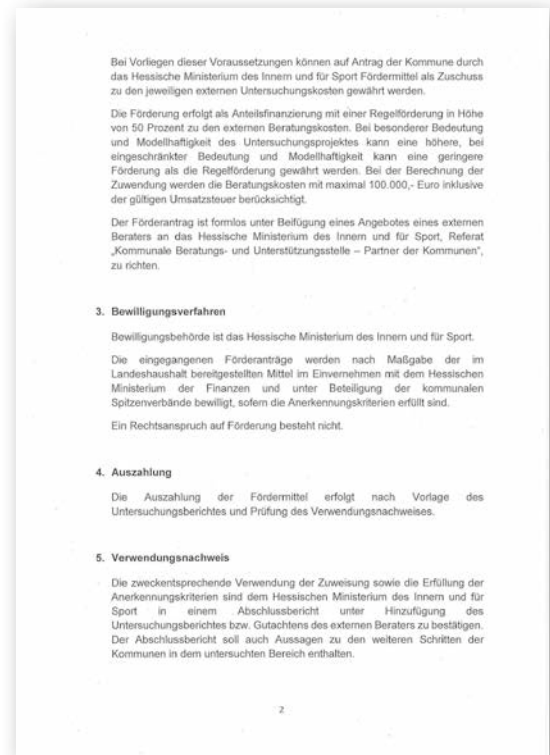 Bei Vorliegen dieser Voraussetzungen können auf Antrag der Kommune durch
das Hessische Ministerium des Innern und für Sport Fördermittel als Zuschuss
zu den jeweiligen externen Untersuchungskosten gewährt werden.
Die Förderung erfolgt als Anteilsfinanzierung mit einer Regelförderung in Höhe
von 50 Prozent zu den externen Beratungskosten. Bei besonderer Bedeutung
und Modellhaftigkeit des Untersuchungsprojektes kann eine höhere, bei
eingeschränkter Bedeutung und Modellhaftigkeit kann eine geringere
Förderung als die Regelförderung gewährt werden. Bei der Berechnung der
Zuwendung werden die Beratungskosten mit maximal 100.000,- Euro inklusive
der gültigen Umsatzsteuer berücksichtigt.
Der Förderantrag ist formlos unter Beifügung eines Angebotes eines externen
Beraters an das Hessische Ministerium des Innern und für Sport, Referat
„Kommunale Beratungs- und Unterstützungsstelle – Partner der Kommunen",
zu richten.
3. Bewilligungsverfahren
Bewilligungsbehörde ist das Hessische Ministerium des Innern und für Sport.
Die eingegangenen Förderanträge werden nach Maßgabe der im
Landeshaushalt bereitgestellten Mittel im Einvernehmen mit dem Hessischen
Ministerium der Finanzen und unter Beteiligung der kommunalen
Spitzenverbände bewilligt, sofern die Anerkennungskriterien erfüllt sind.
Ein Rechtsanspruch auf Förderung besteht nicht.
4. Auszahlung
Die Auszahlung der Fördermittel erfolgt nach Vorlage des
Untersuchungsberichtes und Prüfung des Verwendungsnachweises.
5. Verwendungsnachweis
Die zweckentsprechende Verwendung der Zuweisung sowie die Erfüllung der
Anerkennungskriterien sind dem Hessischen Ministerium des Innern und für
Sport in einem Abschlussbericht unter Hinzufügung des
Untersuchungsberichtes bzw. Gutachtens des externen Beraters zu bestätigen.
Der Abschlussbericht soll auch Aussagen zu den weiteren Schritten der
Kommunen in dem untersuchten Bereich enthalten.
2